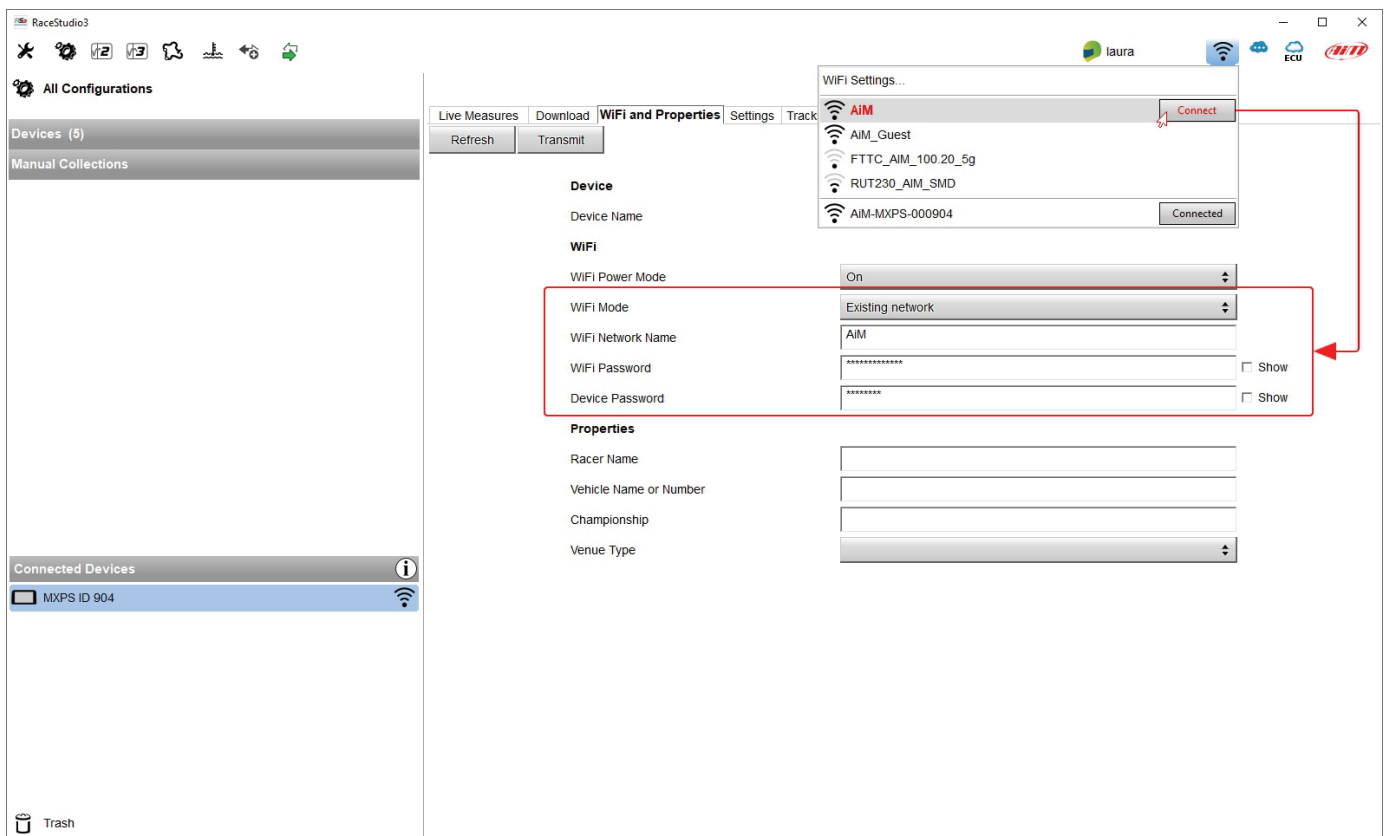 RaceStudio3
laura
ECU
AiM
All Configurations
WiFi Settings...
AiM Connect
AiM_Guest
FTTC_AIM_100.20_5g
RUT230_AIM_SMD
AiM-MXPS-000904 Connected
Live Measures Download WiFi and Properties Settings Track
Refresh Transmit
Devices (5)
Manual Collections
Device
Device Name
WiFi
WiFi Power Mode On
WiFi Mode Existing network
WiFi Network Name AiM
WiFi Password ************* Show
Device Password ******** Show
Properties
Racer Name
Vehicle Name or Number
Championship
Venue Type
Connected Devices
MXPS ID 904
Trash